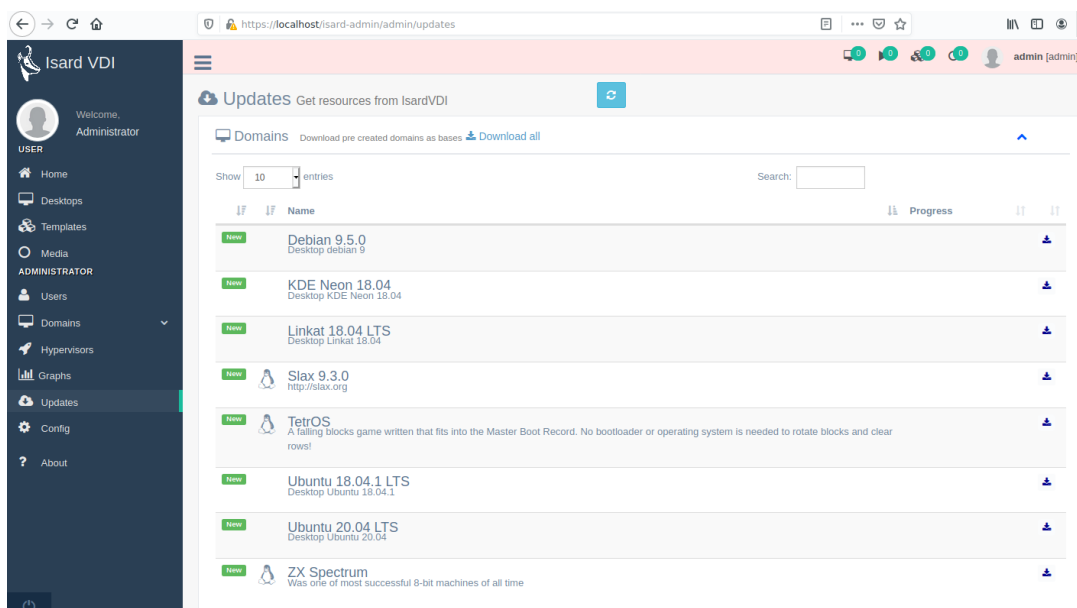 https://localhost/isard-admin/admin/updates
Isard VDI
0 0 0 0 admin [admin]
Welcome,
Administrator
USER
Home
Desktops
Templates
Media
ADMINISTRATOR
Users
Domains
Hypervisors
Graphs
Updates
Config
About
Updates Get resources from IsardVDI
Domains Download pre created domains as bases Download all
Show 10 entries Search:
Name Progress
New Debian 9.5.0
Desktop debian 9
New KDE Neon 18.04
Desktop KDE Neon 18.04
New Linkat 18.04 LTS
Desktop Linkat 18.04
New Slax 9.3.0
http://slax.org
New TetrOS
A falling blocks game written that fits into the Master Boot Record. No bootloader or operating system is needed to rotate blocks and clear
rows!
New Ubuntu 18.04.1 LTS
Desktop Ubuntu 18.04.1
New Ubuntu 20.04 LTS
Desktop Ubuntu 20.04
New ZX Spectrum
Was one of most successful 8-bit machines of all time